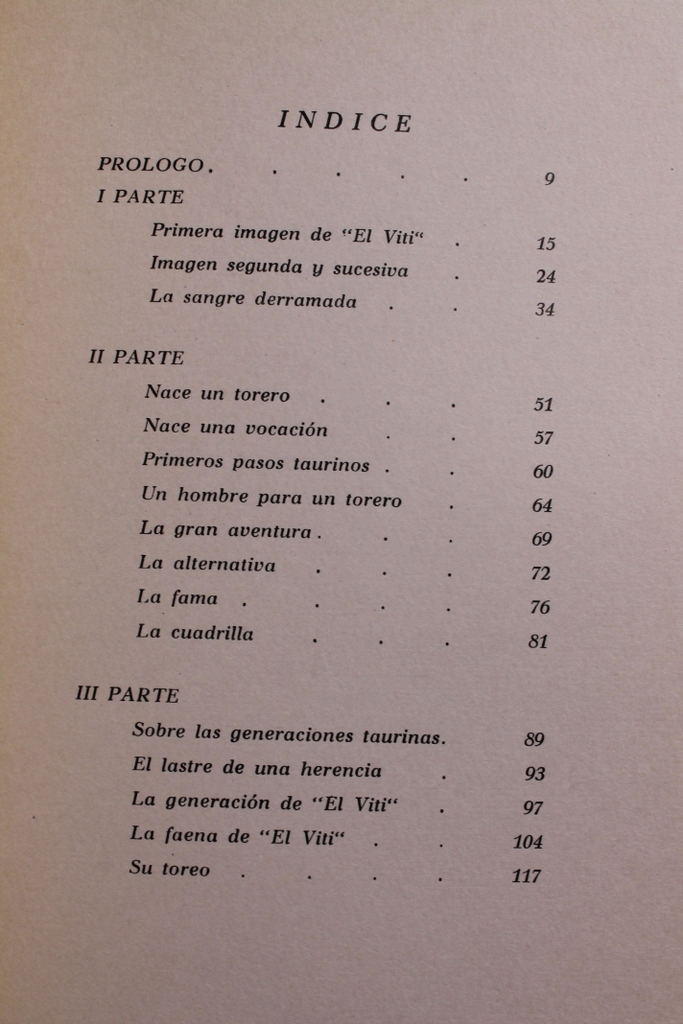 INDICE
PROLOGO. . . . . 9
I PARTE
Primera imagen de “El Viti“ . 15
Imagen segunda y sucesiva . 24
La sangre derramada . . 34
II PARTE
Nace un torero . . . 51
Nace una vocación . . 57
Primeros pasos taurinos . . 60
Un hombre para un torero . 64
La gran aventura . . . 69
La alternativa . . . 72
La fama . . . . 76
La cuadrilla . . . 81
III PARTE
Sobre las generaciones taurinas. 89
El lastre de una herencia . 93
La generación de “El Viti“ . 97
La faena de “El Viti“ . . 104
Su toreo . . . . 117